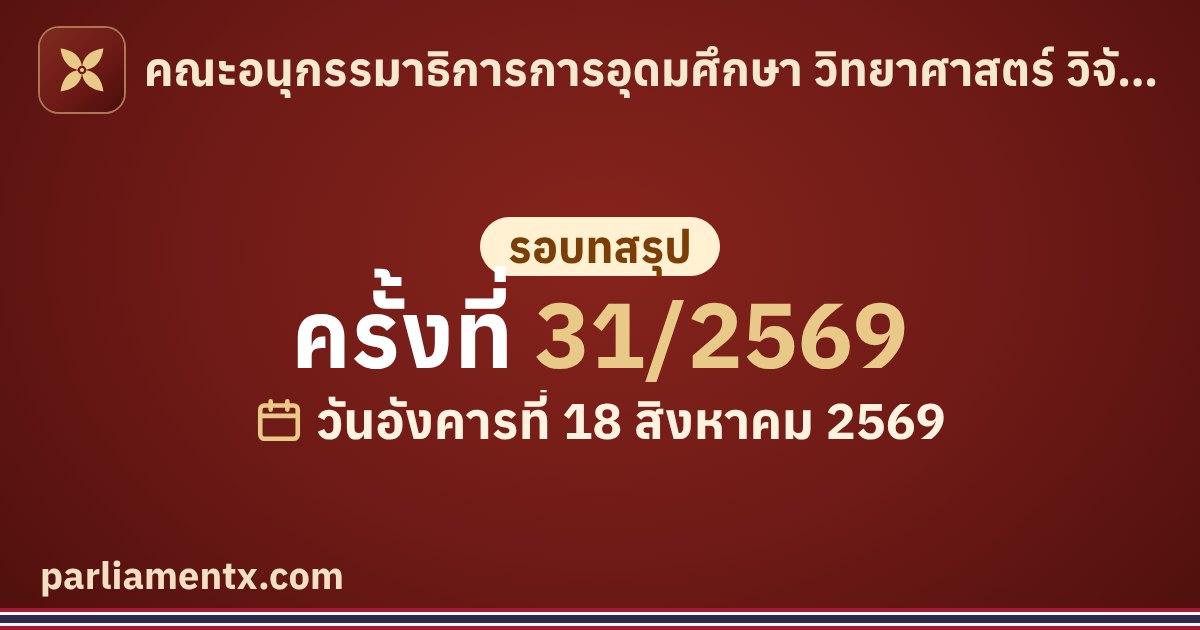 คณะอนุกรรมาธิการการอุดมศึกษา วิทยาศาสตร์ วิจั...
รอบทสรุป
ครั้งที่ 31/2569
วันอังคารที่ 18 สิงหาคม 2569
parliamentx.com